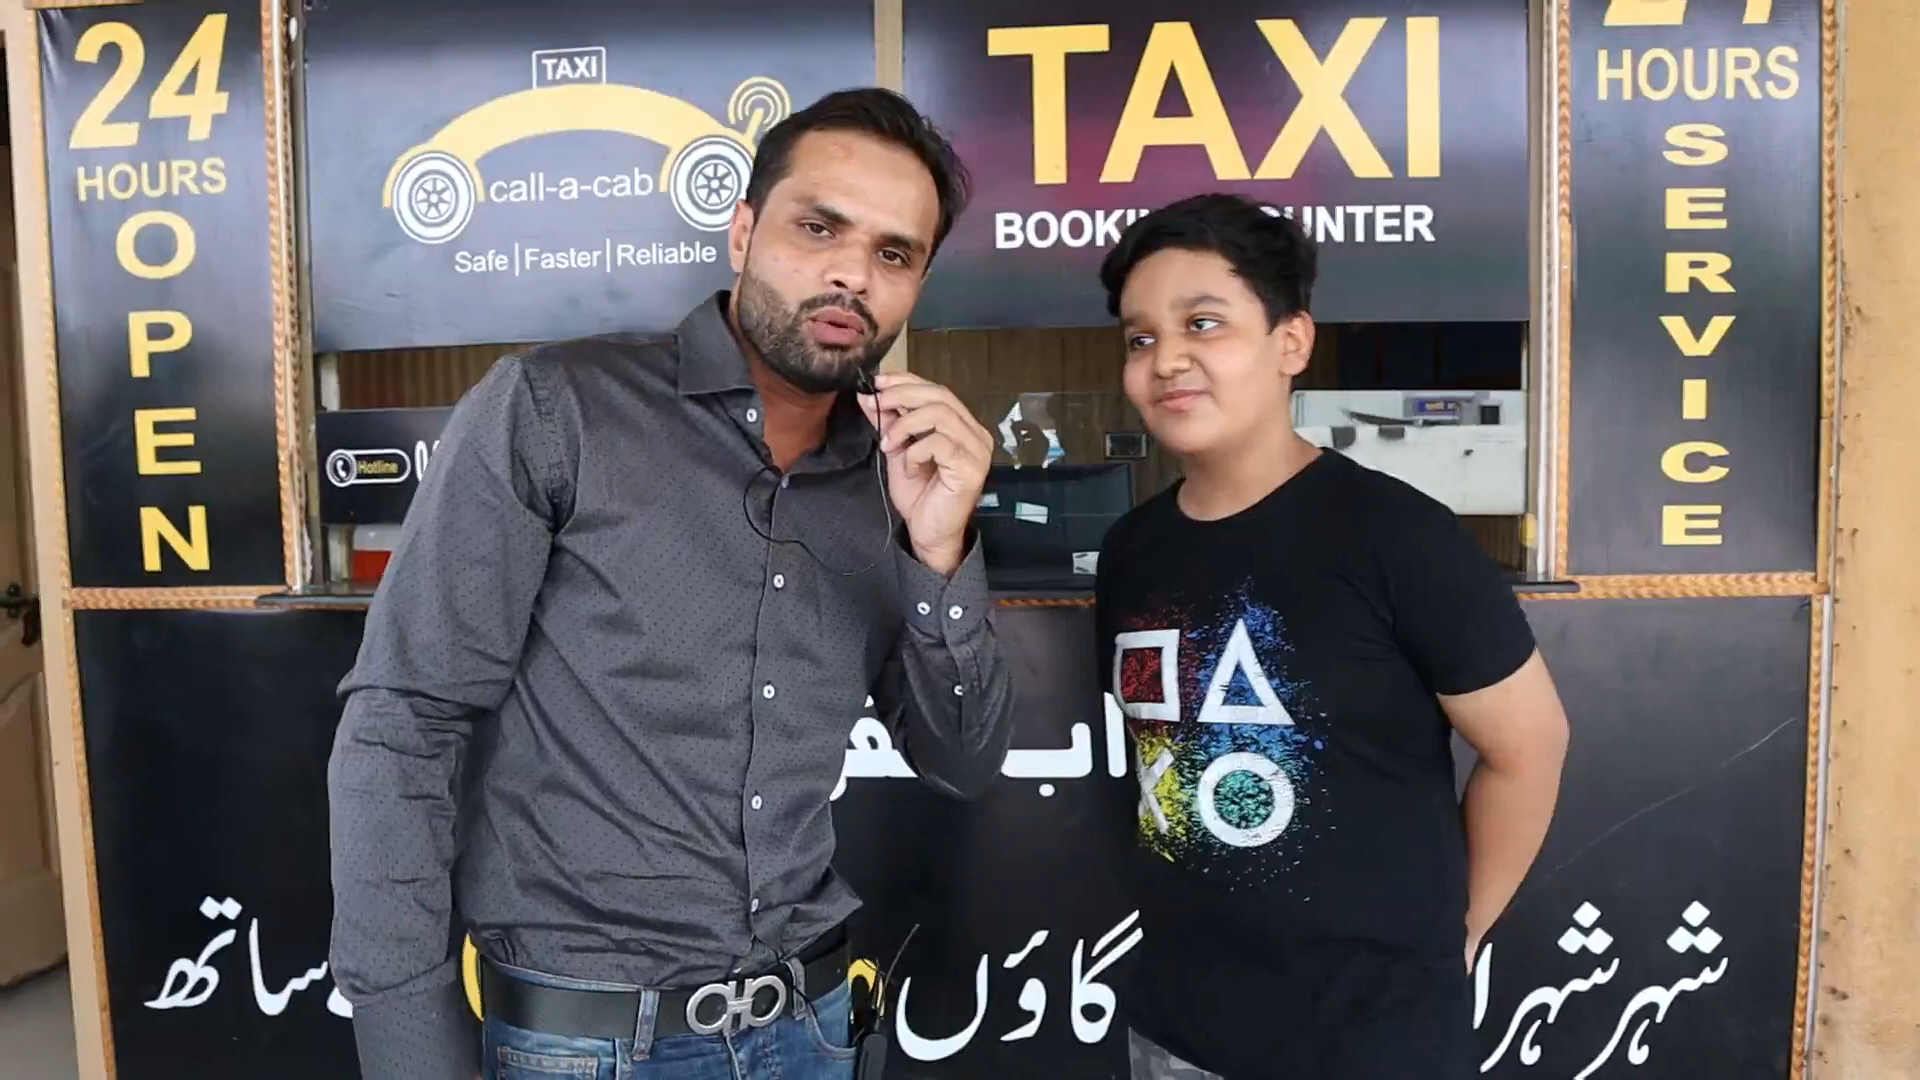 24
HOURS
OPEN
TAXI
call-a-cab
Safe|Faster|Reliable
Hotline
TAXI
BOOKI
UNTER
HOURS
SERVICE
اب
شہر شہر
گاؤں
ساتھ